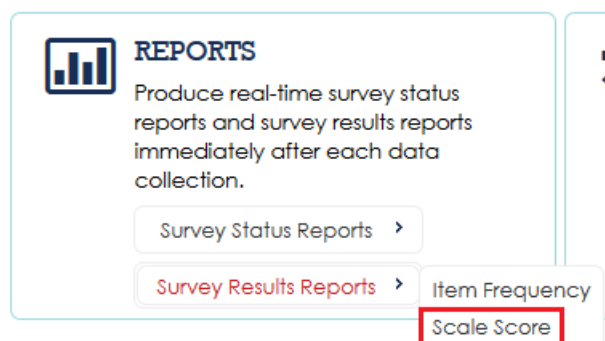 REPORTS
Produce real-time survey status
reports and survey results reports
immediately after each data
collection.
Survey Status Reports
Survey Results Reports
Item Frequency
Scale Score